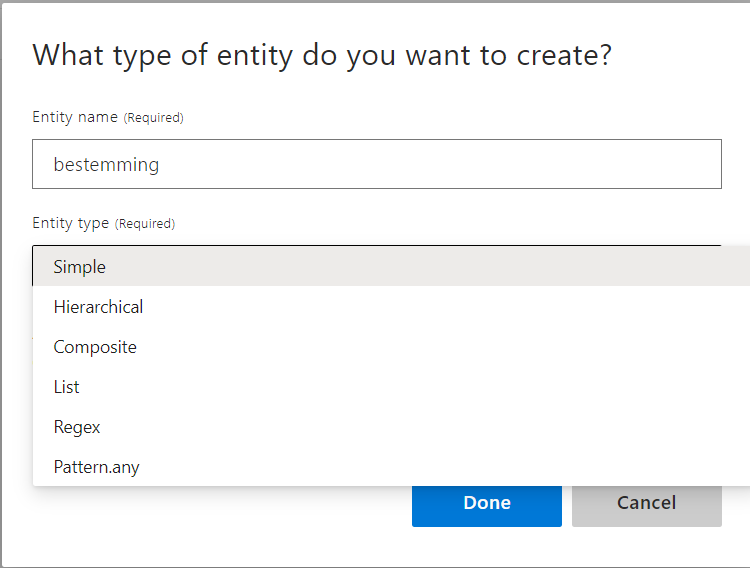 What type of entity do you want to create?
Entity name (Required)
bestemming
Entity type (Required)
Simple
Hierarchical
Composite
List
Regex
Pattern.any
Done Cancel